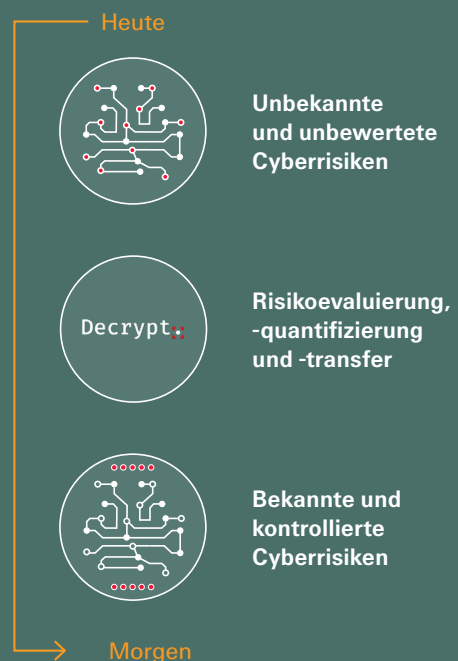 Heute
Unbekannte
und unbewertete
Cyberrisiken
Decrypt.
Risikoevaluierung,
-quantifizierung
und -transfer
Bekannte und
kontrollierte
Cyberrisiken
Morgen